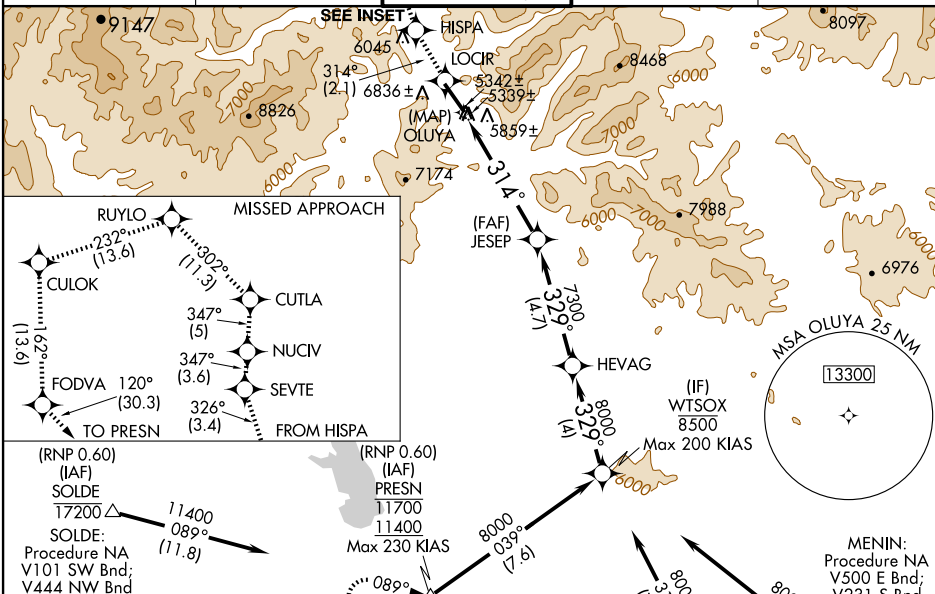 9147
SEE INSET
HISPA
8097
6045
LOCIR
8468
6000
314°
(2.1)
5342±
6836±
5339±
7000
8826
(MAP)
OLUYA
5859±
7000
6000
7174
314°
6000
7000
7988
(FAF)
JESEP
6000
6976
MISSED APPROACH
RUYLO
232°
(13.6)
302°
(11.3)
CULOK
CUTLA
347°
(5)
NUCIV
347°
(3.6)
162°
(13.6)
SEVTE
FODVA
120°
(30.3)
326°
(3.4)
TO PRESN
FROM HISPA
7300
329°
(4.7)
HEVAG
MSA OLUYA 25 NM
13300
8000
329°
(4)
(IF)
WTSOX
8500
Max 200 KIAS
6000
(RNP 0.60)
(IAF)
SOLDE
17200
11400
089°
(11.8)
SOLDE:
Procedure NA
V101 SW Bnd;
V444 NW Bnd
(RNP 0.60)
(IAF)
PRESN
11700
11400
Max 230 KIAS
8000
039°
(7.6)
089°
MENIN:
Procedure NA
V500 E Bnd;
V231 S Bnd